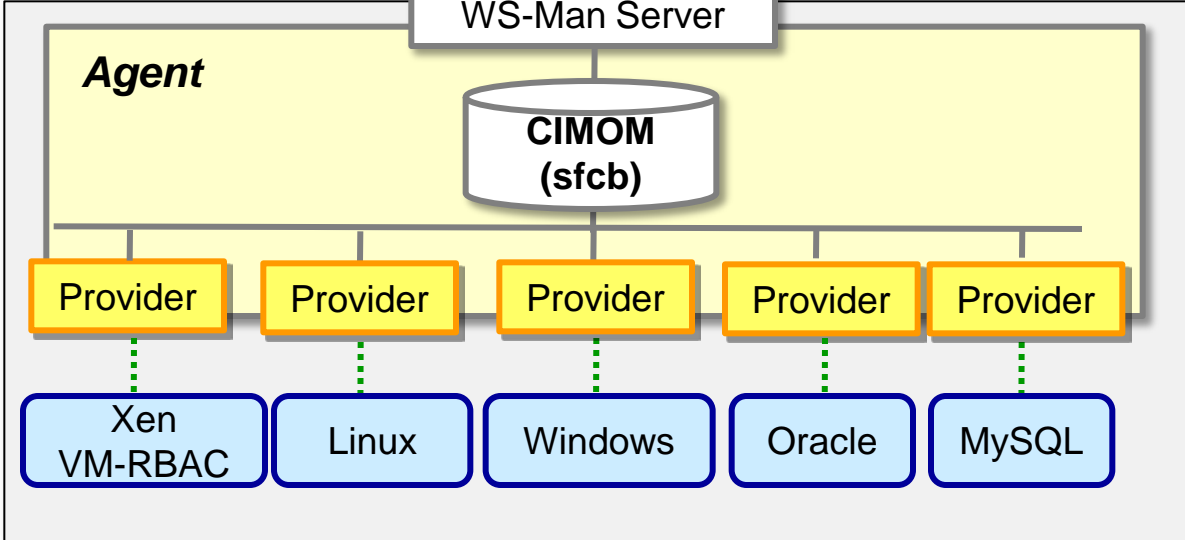 WS-Man Server
Agent
CIMOM
(sfcb)
Provider
Provider
Provider
Provider
Provider
Xen
VM-RBAC
Linux
Windows
Oracle
MySQL